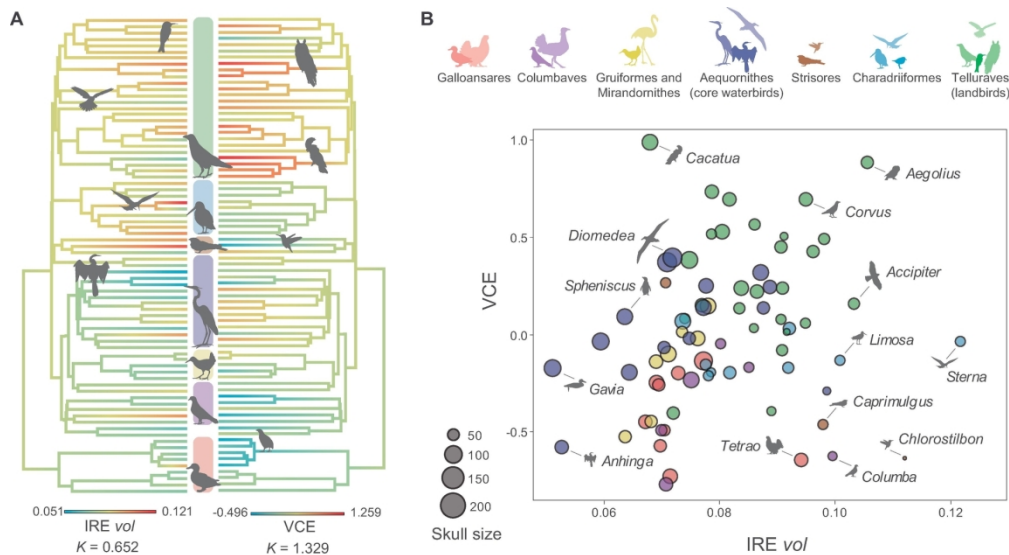 A
0.051 0.121
IRE vol
K = 0.652
-0.496 1.259
VCE
K = 1.329
B
Galloansares
Columbaves
Gruiformes and
Mirandornithes
Aequornithes
(core waterbirds)
Strisores
Charadriiformes
Telluraves
(landbirds)
VCE
1.0
0.5
0.0
-0.5
Cacatua
Aegolius
Corvus
Diomedea
Accipiter
Spheniscus
Limosa
Sterna
Gavia
Caprimulgus
Chlorostilbon
Tetrao
Anhinga
Columba
50
100
150
200
Skull size
0.06 0.08 0.10 0.12
IRE vol